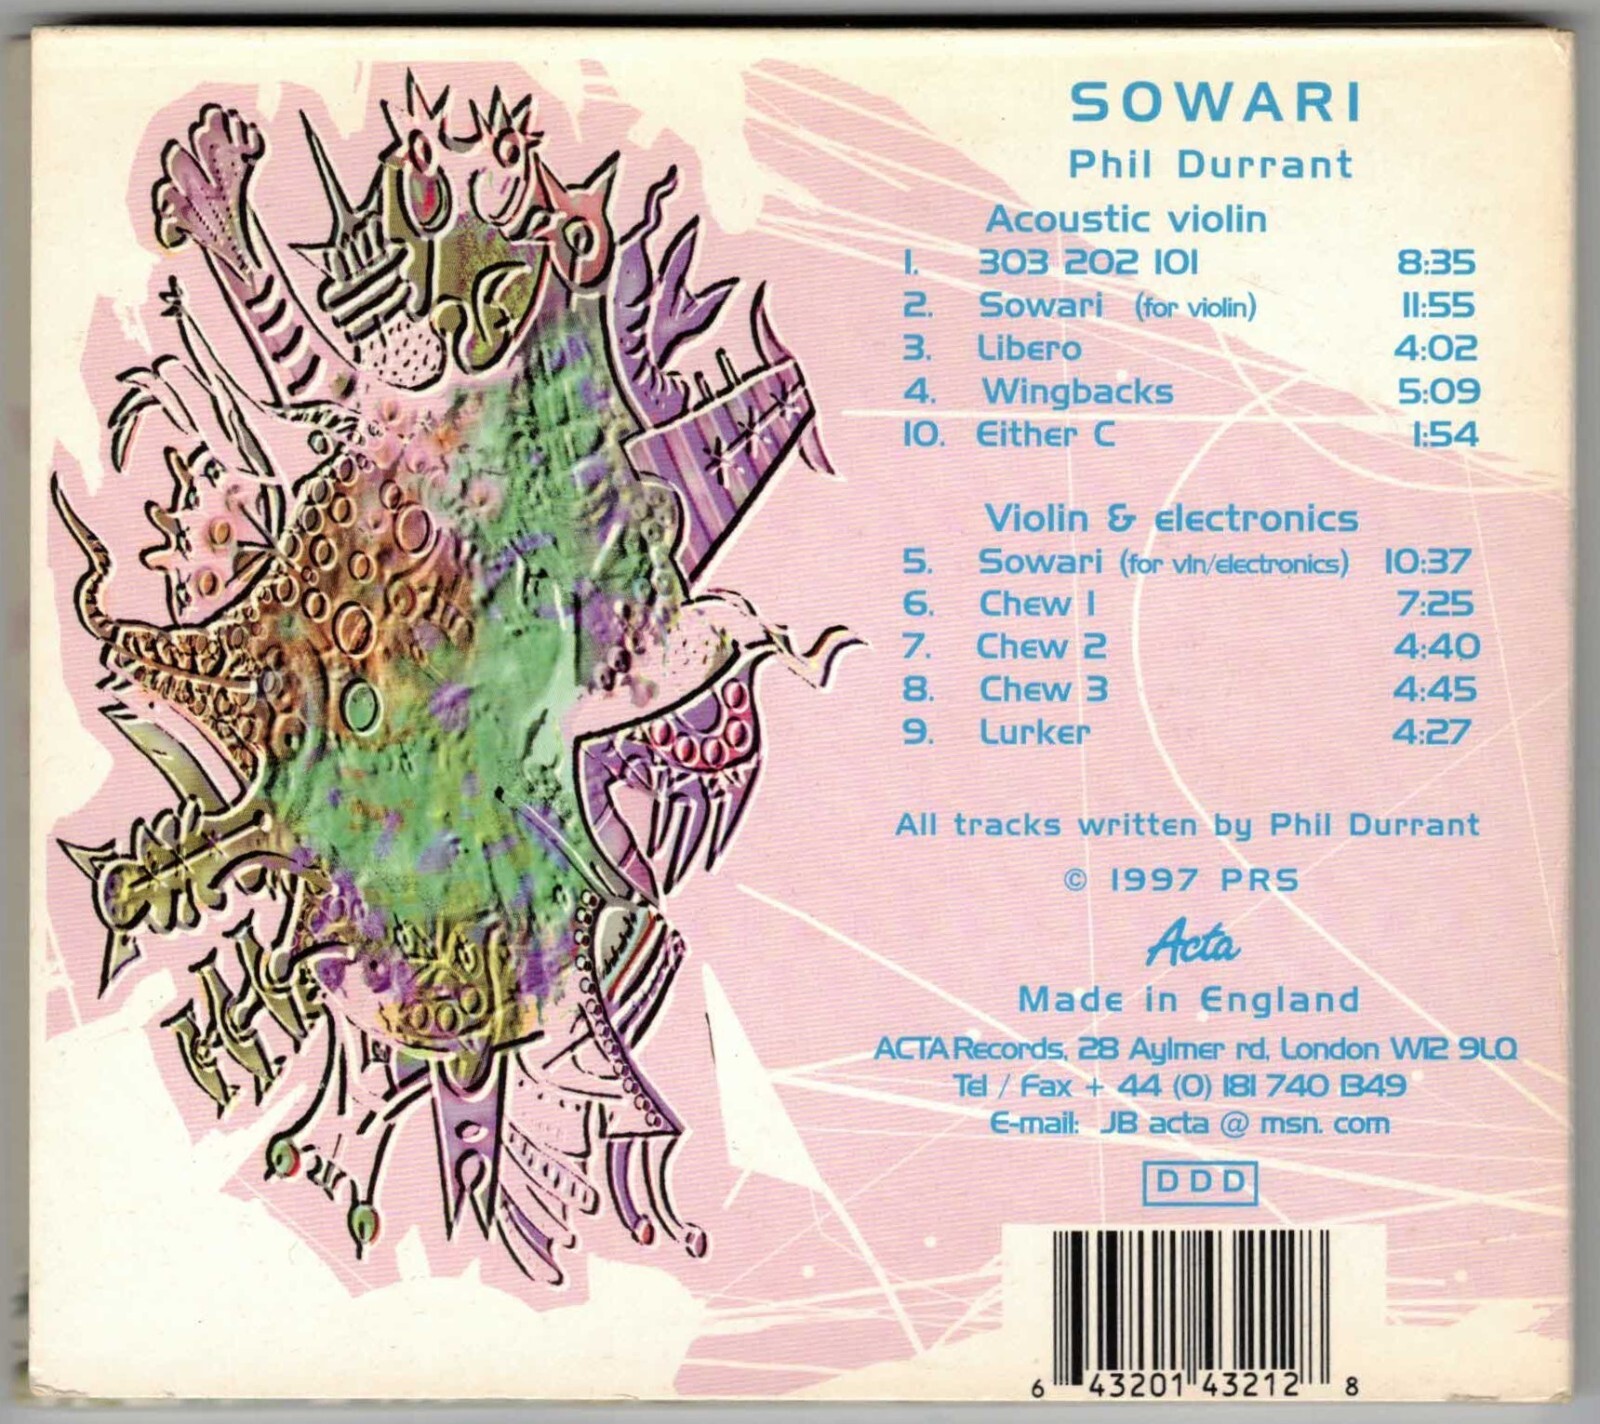 SOWARI
Phil Durrant
Acoustic violin
1. 303 202 101 8:35
2. Sowari (for violin) 11:55
3. Libero 4:02
4. Wingbacks 5:09
10. Either C 1:54
Violin & electronics
5. Sowari (for vln/electronics) 10:37
6. Chew 1 7:25
7. Chew 2 4:40
8. Chew 3 4:45
9. Lurker 4:27
All tracks written by Phil Durrant
© 1997 PRS
Acta
Made in England
ACTA Records, 28 Aylmer rd, London W12 9LQ
Tel / Fax + 44 (0) 181 740 1349
E-mail: JB acta @ msn. com
DDD
6 43201 43212 8